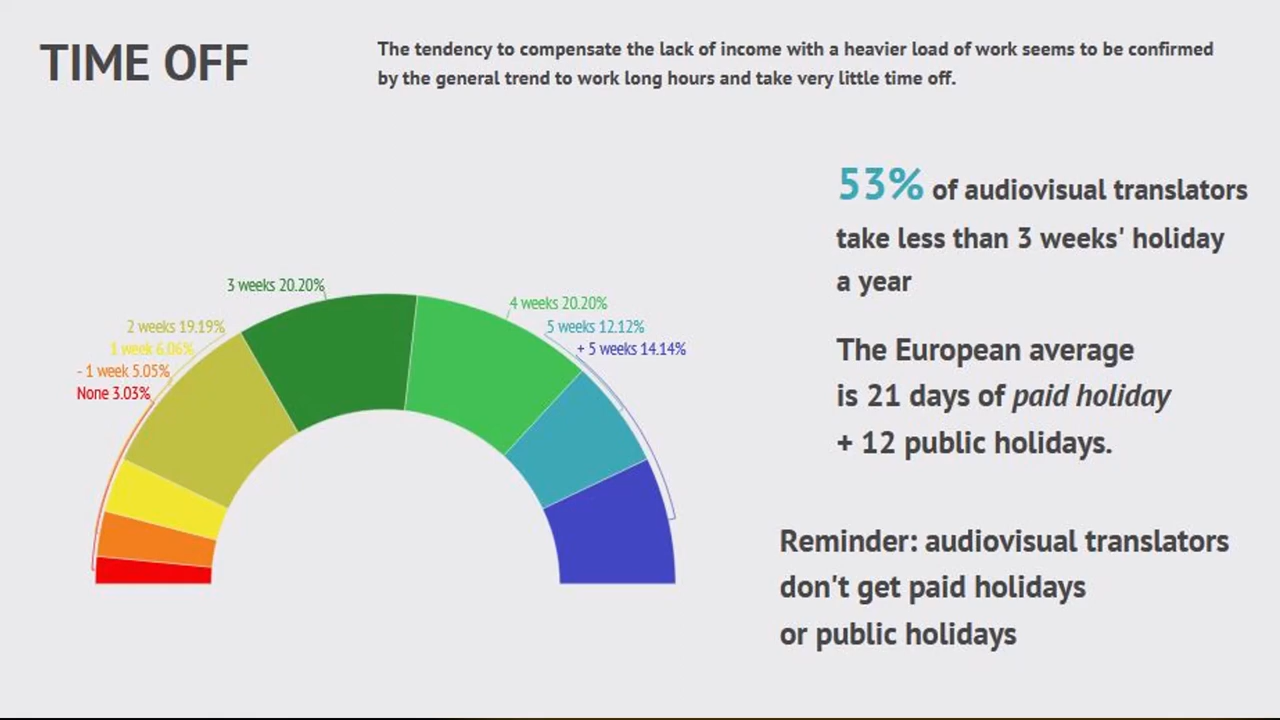 TIME OFF
The tendency to compensate the lack of income with a heavier load of work seems to be confirmed
by the general trend to work long hours and take very little time off.
53% of audiovisual translators
take less than 3 weeks' holiday
a year
3 weeks 20.20%
4 weeks 20.20%
2 weeks 19.19%
5 weeks 12.12%
1 week 6.06%
+ 5 weeks 14.14%
- 1 week 5.05%
None 3.03%
The European average
is 21 days of paid holiday
+ 12 public holidays.
Reminder: audiovisual translators
don't get paid holidays
or public holidays